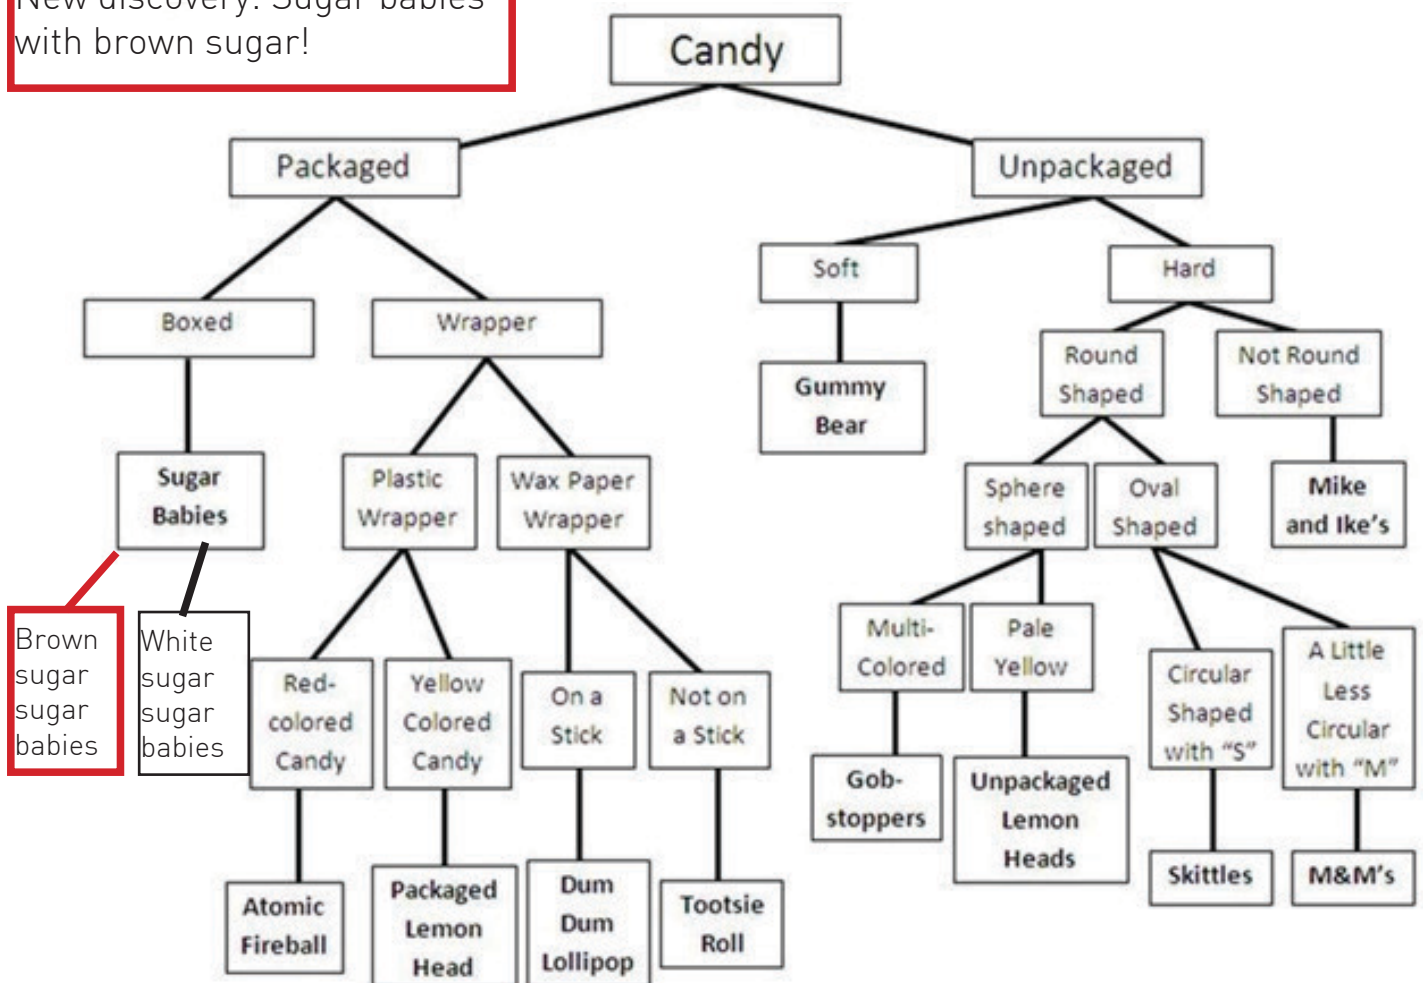 New discovery: Sugar babies
with brown sugar!
Candy
Packaged
Unpackaged
Soft
Hard
Boxed
Wrapper
Round
Shaped
Not Round
Shaped
Gummy
Bear
Sugar
Babies
Plastic
Wrapper
Wax Paper
Wrapper
Sphere
shaped
Oval
Shaped
Mike
and Ike's
Brown
sugar
sugar
babies
White
sugar
sugar
babies
Red-
colored
Candy
Yellow
Colored
Candy
On a
Stick
Not on
a Stick
Multi-
Colored
Pale
Yellow
Circular
Shaped
with “S”
A Little
Less
Circular
with “M”
Gob-
stoppers
Unpackaged
Lemon
Heads
Skittles
M&M's
Atomic
Fireball
Packaged
Lemon
Head
Dum
Dum
Lollipop
Tootsie
Roll